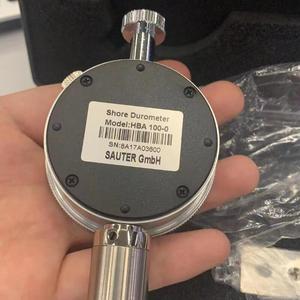 Shore Durometer
Model:HBA 100-0
SN:8A17A03600
SAUTER GmbH